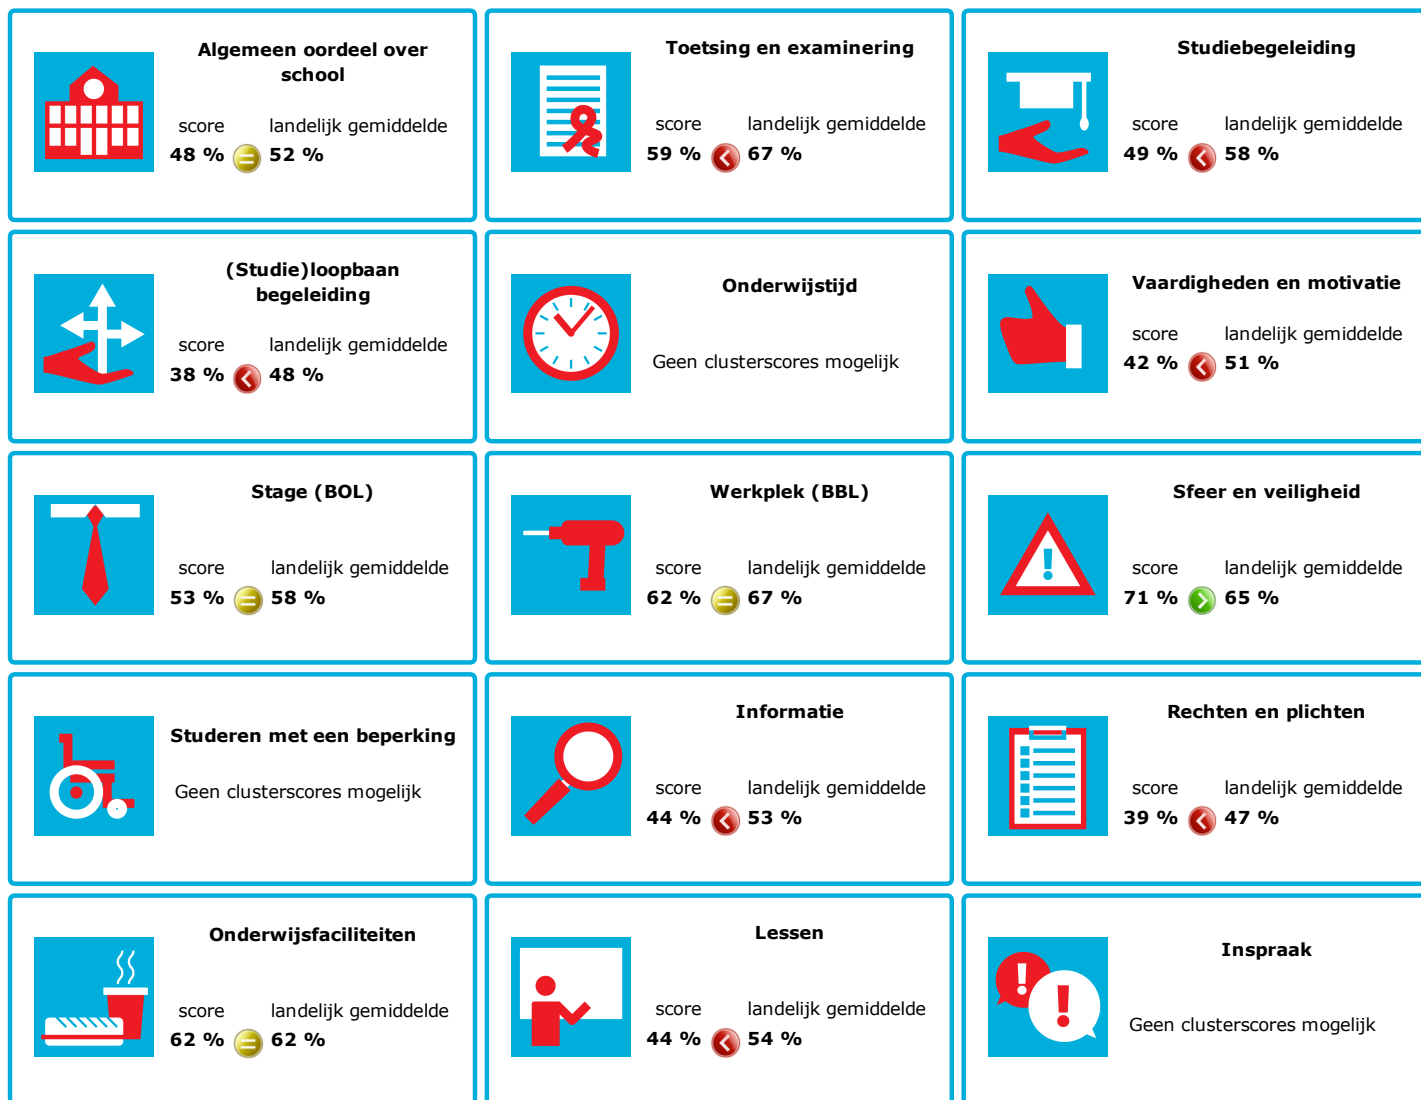 Algemeen oordeel over
school
score landelijk gemiddelde
48 % = 52 %
Toetsing en examinering
score landelijk gemiddelde
59 % < 67 %
Studiebegeleiding
score landelijk gemiddelde
49 % < 58 %
(Studie)loopbaan
begeleiding
score landelijk gemiddelde
38 % < 48 %
Onderwijstijd
Geen clusterscores mogelijk
Vaardigheden en motivatie
score landelijk gemiddelde
42 % < 51 %
Stage (BOL)
score landelijk gemiddelde
53 % = 58 %
Werkplek (BBL)
score landelijk gemiddelde
62 % = 67 %
Sfeer en veiligheid
score landelijk gemiddelde
71 % > 65 %
Studeren met een beperking
Geen clusterscores mogelijk
Informatie
score landelijk gemiddelde
44 % < 53 %
Rechten en plichten
score landelijk gemiddelde
39 % < 47 %
Onderwijsfaciliteiten
score landelijk gemiddelde
62 % = 62 %
Lessen
score landelijk gemiddelde
44 % < 54 %
Inspraak
Geen clusterscores mogelijk